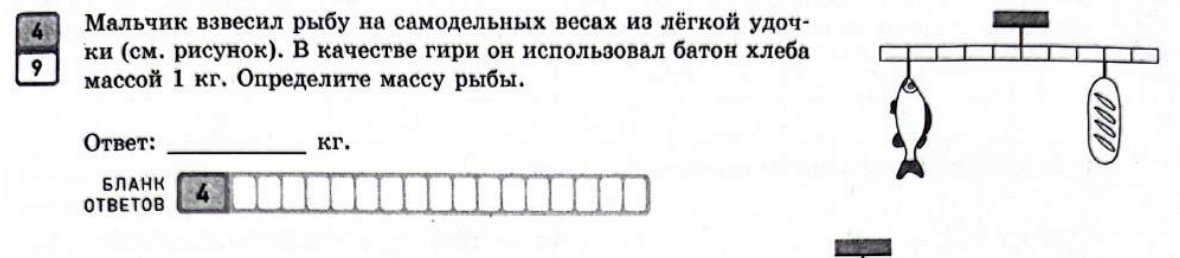 4
9
Мальчик взвесил рыбу на самодельных весах из лёгкой удоч-
ки (см. рисунок). В качестве гири он использовал батон хлеба
массой 1 кг. Определите массу рыбы.
Ответ: ____________ кг.
БЛАНК
ОТВЕТОВ
4